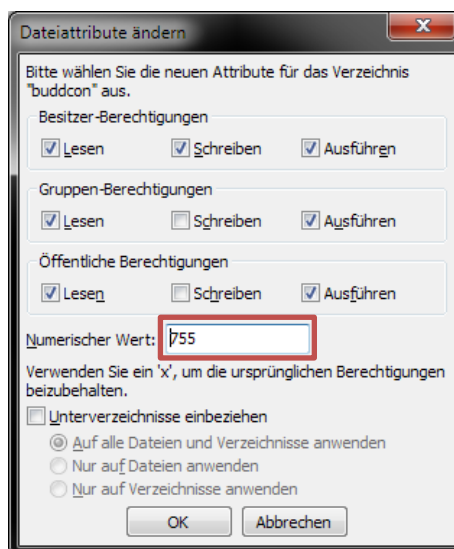 Dateiattribute ändern
Bitte wählen Sie die neuen Attribute für das Verzeichnis
"buddcon" aus.
Besitzer-Berechtigungen
Lesen Schreiben Ausführen
Gruppen-Berechtigungen
Lesen Schreiben Ausführen
Öffentliche Berechtigungen
Lesen Schreiben Ausführen
Numerischer Wert: 755
Verwenden Sie ein 'x', um die ursprünglichen Berechtigungen
beizubehalten.
Unterverzeichnisse einbeziehen
Auf alle Dateien und Verzeichnisse anwenden
Nur auf Dateien anwenden
Nur auf Verzeichnisse anwenden
OK Abbrechen